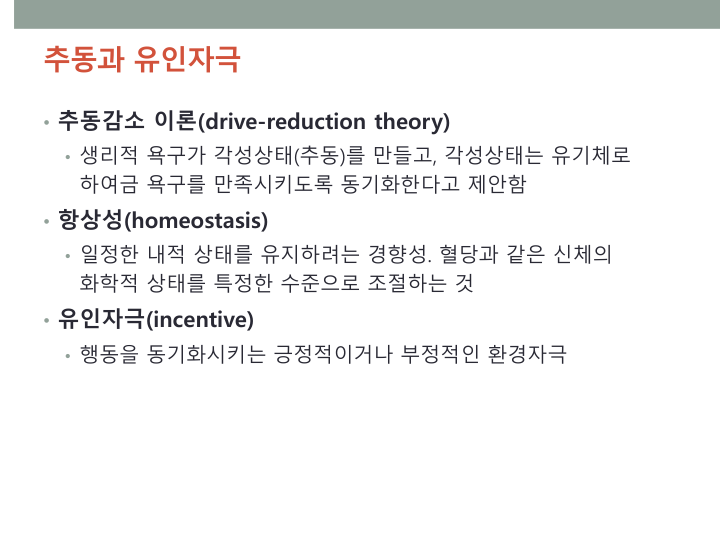 추동과 유인자극
• 추동감소 이론(drive-reduction theory)
• 생리적 욕구가 각성상태(추동)를 만들고, 각성상태는 유기체로
하여금 욕구를 만족시키도록 동기화한다고 제안함
• 항상성(homeostasis)
• 일정한 내적 상태를 유지하려는 경향성. 혈당과 같은 신체의
화학적 상태를 특정한 수준으로 조절하는 것
• 유인자극(incentive)
• 행동을 동기화시키는 긍정적이거나 부정적인 환경자극